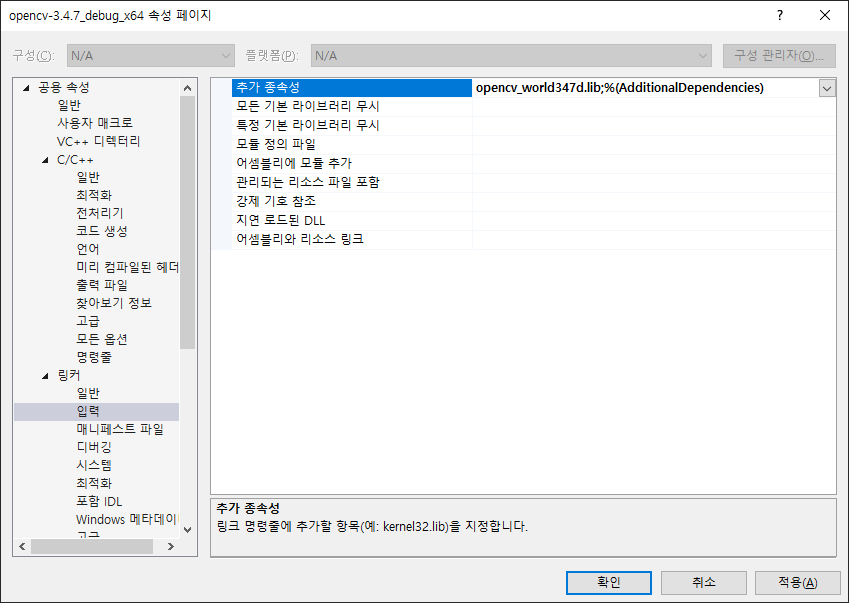 opencv-3.4.7_debug_x64 속성 페이지
구성(C): N/A 플랫폼(P): N/A 구성 관리자(O)...
공용 속성
일반
사용자 매크로
VC++ 디렉터리
C/C++
일반
최적화
전처리기
코드 생성
언어
미리 컴파일된 헤더
출력 파일
찾아보기 정보
고급
모든 옵션
명령줄
링커
일반
입력
매니페스트 파일
디버깅
시스템
최적화
포함 IDL
Windows 메타데이
고급
추가 종속성 opencv_world347d.lib;%(AdditionalDependencies)
모든 기본 라이브러리 무시
특정 기본 라이브러리 무시
모듈 정의 파일
어셈블리에 모듈 추가
관리되는 리소스 파일 포함
강제 기호 참조
지연 로드된 DLL
어셈블리와 리소스 링크
추가 종속성
링크 명령줄에 추가할 항목(예: kernel32.lib)을 지정합니다.
확인 취소 적용(A)